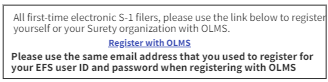 All first-time electronic S-1 filers, please use the link below to register
yourself or your Surety organization with OLMS.
Register with OLMS
Please use the same email address that you used to register for
your EFS user ID and password when registering with OLMS